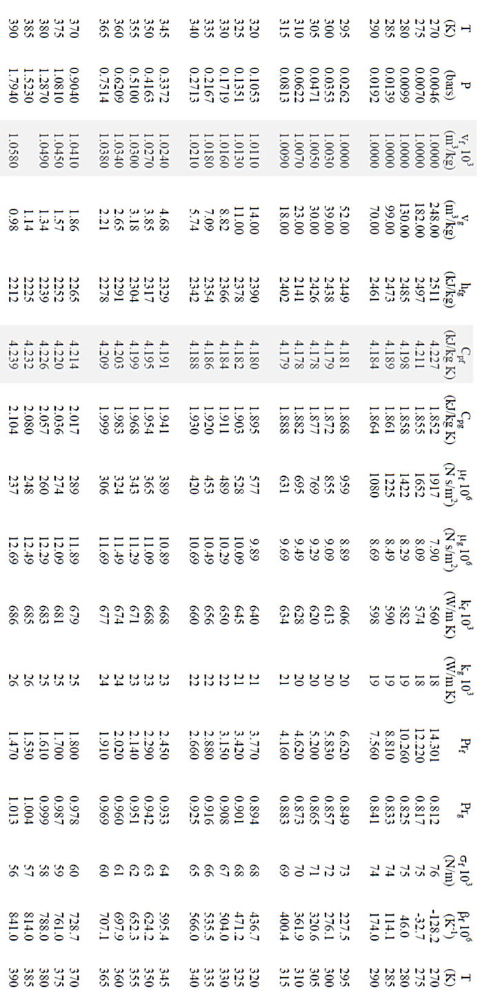 T P v_f 10³ v_g h_fg C_pf C_pg μ_f 10⁶ μ_g 10⁶ k_f 10³ k_g 10³ Pr_f Pr_g σ_f 10³ β_f 10⁶ T
(K) (bars) (m³/kg) (m³/kg) (kJ/kg) (kJ/kg K) (kJ/kg K) (N s/m²) (N s/m²) (W/m K) (W/m K) (N/m) (K⁻¹) (K)
270 0.0046 1.0000 248.00 2511 4.227 1.852 1917 7.90 560 18 14.301 0.812 76 -128.2 270
275 0.0070 1.0000 182.00 2497 4.211 1.855 1652 8.09 574 18 12.220 0.817 75 -32.7 275
280 0.0099 1.0000 130.00 2485 4.198 1.858 1422 8.29 582 19 10.260 0.825 75 46.0 280
285 0.0139 1.0000 99.00 2473 4.189 1.861 1225 8.49 590 19 8.810 0.833 74 114.1 285
290 0.0192 1.0000 70.00 2461 4.184 1.864 1080 8.69 598 19 7.560 0.841 74 174.0 290
295 0.0262 1.0000 52.00 2449 4.181 1.868 959 8.89 606 20 6.620 0.849 73 227.5 295
300 0.0353 1.0030 39.00 2438 4.179 1.872 855 9.09 613 20 5.830 0.857 72 276.1 300
305 0.0471 1.0050 30.00 2426 4.178 1.877 769 9.29 620 20 5.200 0.865 71 320.6 305
310 0.0622 1.0070 23.00 2141 4.178 1.882 695 9.49 628 20 4.620 0.873 70 361.9 310
315 0.0813 1.0090 18.00 2402 4.179 1.888 631 9.69 634 21 4.160 0.883 69 400.4 315
320 0.1053 1.0110 14.00 2390 4.180 1.895 577 9.89 640 21 3.770 0.894 68 436.7 320
325 0.1351 1.0130 11.00 2378 4.182 1.903 528 10.09 645 21 3.420 0.901 68 471.2 325
330 0.1719 1.0160 8.82 2366 4.184 1.911 489 10.29 650 22 3.150 0.908 67 504.0 330
335 0.2167 1.0180 7.09 2354 4.186 1.920 453 10.49 656 22 2.880 0.916 66 535.5 335
340 0.2713 1.0210 5.74 2342 4.188 1.930 420 10.69 660 22 2.660 0.925 65 566.0 340
345 0.3372 1.0240 4.68 2329 4.191 1.941 389 10.89 668 23 2.450 0.933 64 595.4 345
350 0.4163 1.0270 3.85 2317 4.195 1.954 365 11.09 668 23 2.290 0.942 63 624.2 350
355 0.5100 1.0300 3.18 2304 4.199 1.968 343 11.29 671 23 2.140 0.951 62 652.3 355
360 0.6209 1.0340 2.65 2291 4.203 1.983 324 11.49 674 24 2.020 0.960 61 697.9 360
365 0.7514 1.0380 2.21 2278 4.209 1.999 306 11.69 677 24 1.910 0.969 60 707.1 365
370 0.9040 1.0410 1.86 2265 4.214 2.017 289 11.89 679 25 1.800 0.978 60 728.7 370
375 1.0810 1.0450 1.57 2252 4.220 2.036 274 12.09 681 25 1.700 0.987 59 761.0 375
380 1.2870 1.0490 1.34 2239 4.226 2.057 260 12.29 683 25 1.610 0.999 58 788.0 380
385 1.5230 1.14 2225 4.232 2.080 248 12.49 685 26 1.530 1.004 57 814.0 385
390 1.7940 1.0580 0.98 2212 4.239 2.104 237 12.69 686 26 1.470 1.013 56 841.0 390